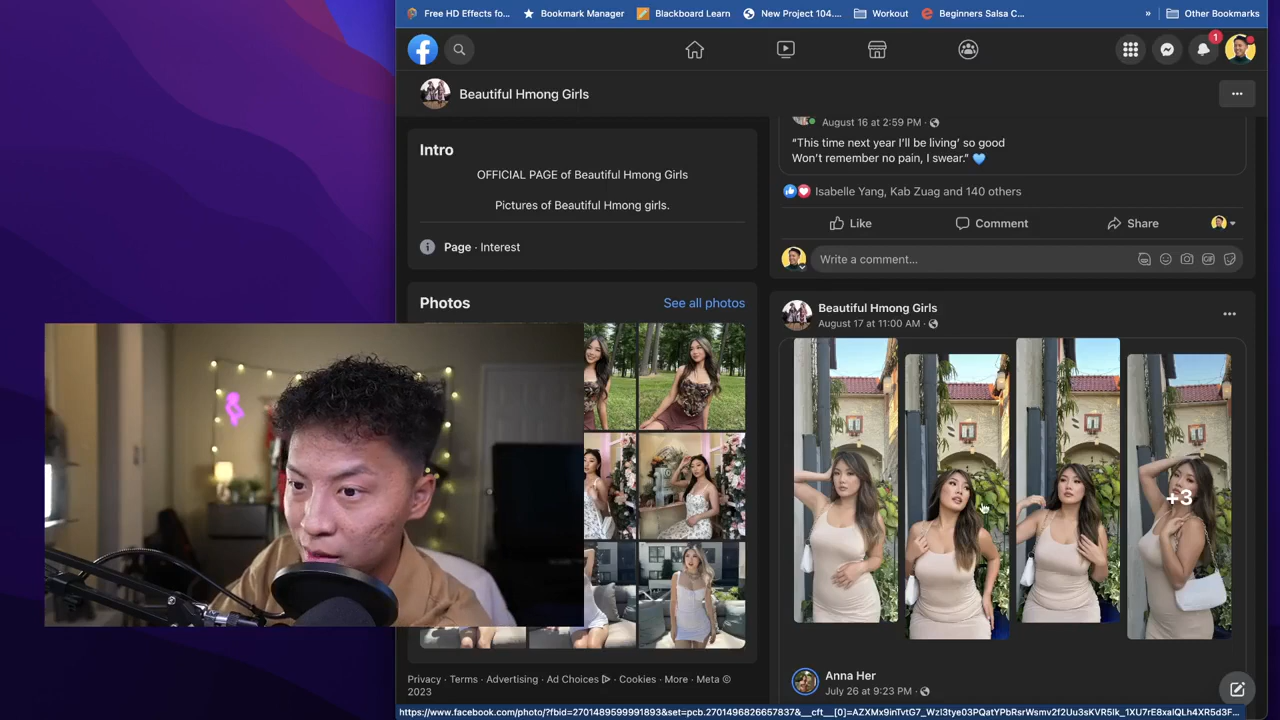 Free HD Effects fo...
Bookmark Manager
Blackboard Learn
New Project 104....
Workout
Beginners Salsa C...
»
Other Bookmarks
1
Beautiful Hmong Girls
Intro
OFFICIAL PAGE of Beautiful Hmong Girls
Pictures of Beautiful Hmong girls.
Page · Interest
Photos
See all photos
Privacy · Terms · Advertising · Ad Choices · Cookies · More · Meta ©
2023
August 16 at 2:59 PM ·
“This time next year I’ll be living’ so good
Won’t remember no pain, I swear.”
Isabelle Yang, Kab Zuag and 140 others
Like
Comment
Share
Write a comment...
GIF
Beautiful Hmong Girls
August 17 at 11:00 AM ·
+3
Anna Her
July 26 at 9:23 PM ·